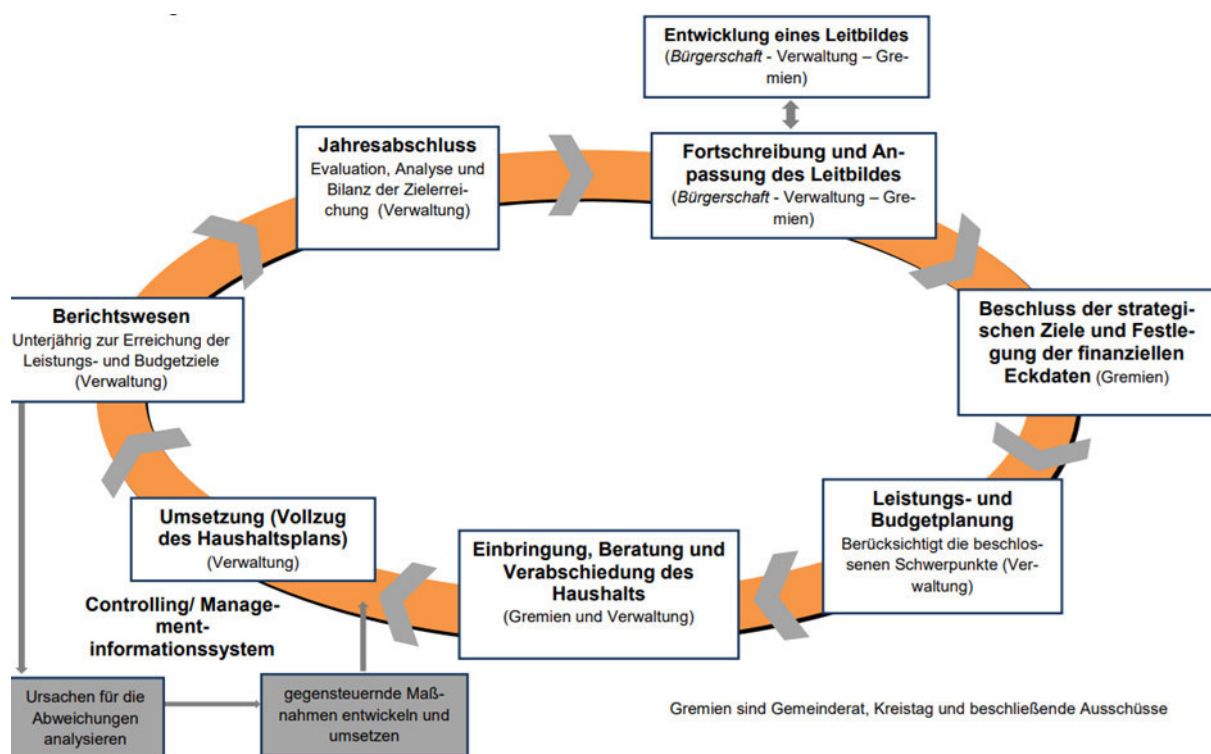 Entwicklung eines Leitbildes
(Bürgerschaft - Verwaltung – Gre-
mien)
Jahresabschluss
Evaluation, Analyse und
Bilanz der Zielerrei-
chung (Verwaltung)
Fortschreibung und An-
passung des Leitbildes
(Bürgerschaft - Verwaltung – Gre-
mien)
Berichtswesen
Unterjährig zur Erreichung der
Leistungs- und Budgetziele
(Verwaltung)
Beschluss der strategi-
schen Ziele und Festle-
gung der finanziellen
Eckdaten (Gremien)
Umsetzung (Vollzug
des Haushaltsplans)
(Verwaltung)
Einbringung, Beratung und
Verabschiedung des
Haushalts
(Gremien und Verwaltung)
Leistungs- und
Budgetplanung
Berücksichtigt die beschlos-
senen Schwerpunkte (Ver-
waltung)
Controlling/ Manage-
ment-
informationssystem
Ursachen für die
Abweichungen
analysieren
gegensteuernde Maß-
nahmen entwickeln und
umsetzen
Gremien sind Gemeinderat, Kreistag und beschließende Ausschüsse